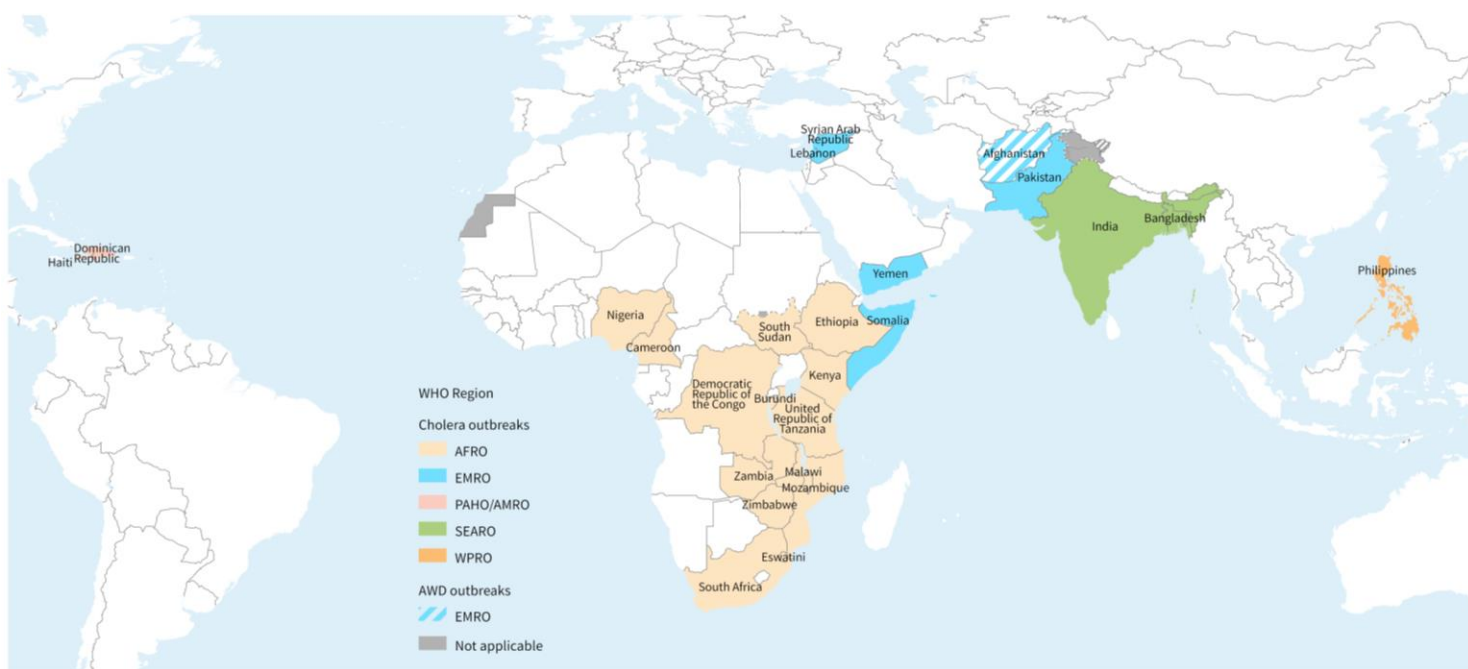 Syrian Arab
Republic
Lebanon
Afghanistan
Pakistan
India
Bangladesh
Philippines
Dominican
Republic
Haiti
Yemen
Nigeria
Cameroon
South
Sudan
Ethiopia
Somalia
Democratic
Republic of
the Congo
Kenya
Burundi
United
Republic of
Tanzania
Zambia
Malawi
Mozambique
Zimbabwe
Eswatini
South Africa
WHO Region
Cholera outbreaks
AFRO
EMRO
PAHO/AMRO
SEARO
WPRO
AWD outbreaks
EMRO
Not applicable